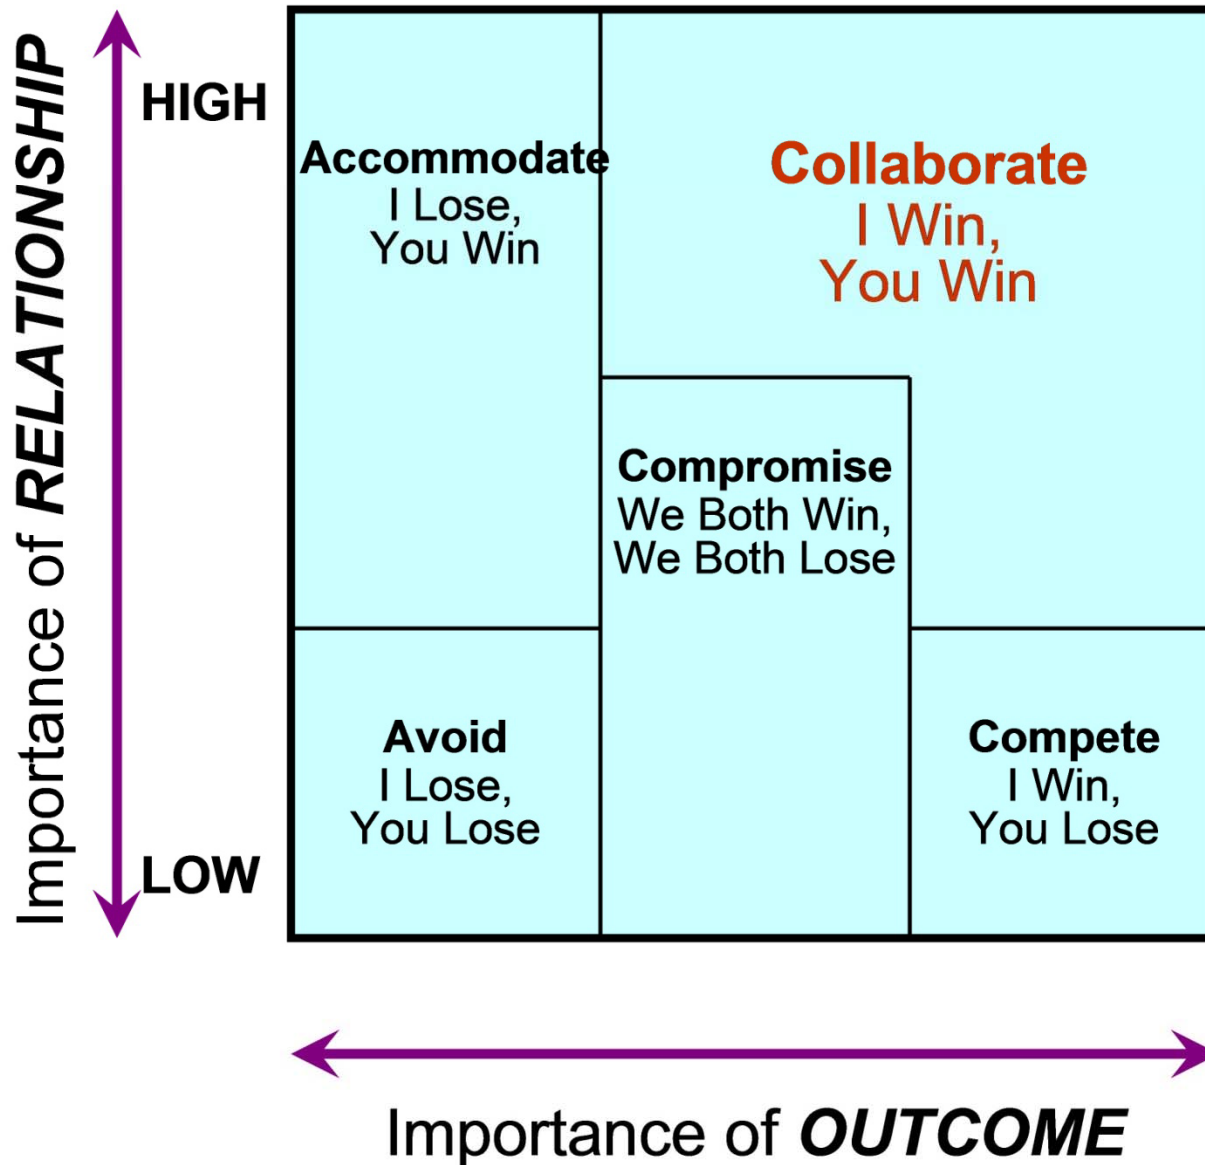 Importance of RELATIONSHIP
HIGH
Accommodate
I Lose,
You Win
Collaborate
I Win,
You Win
Compromise
We Both Win,
We Both Lose
Avoid
I Lose,
You Lose
Compete
I Win,
You Lose
LOW
Importance of OUTCOME